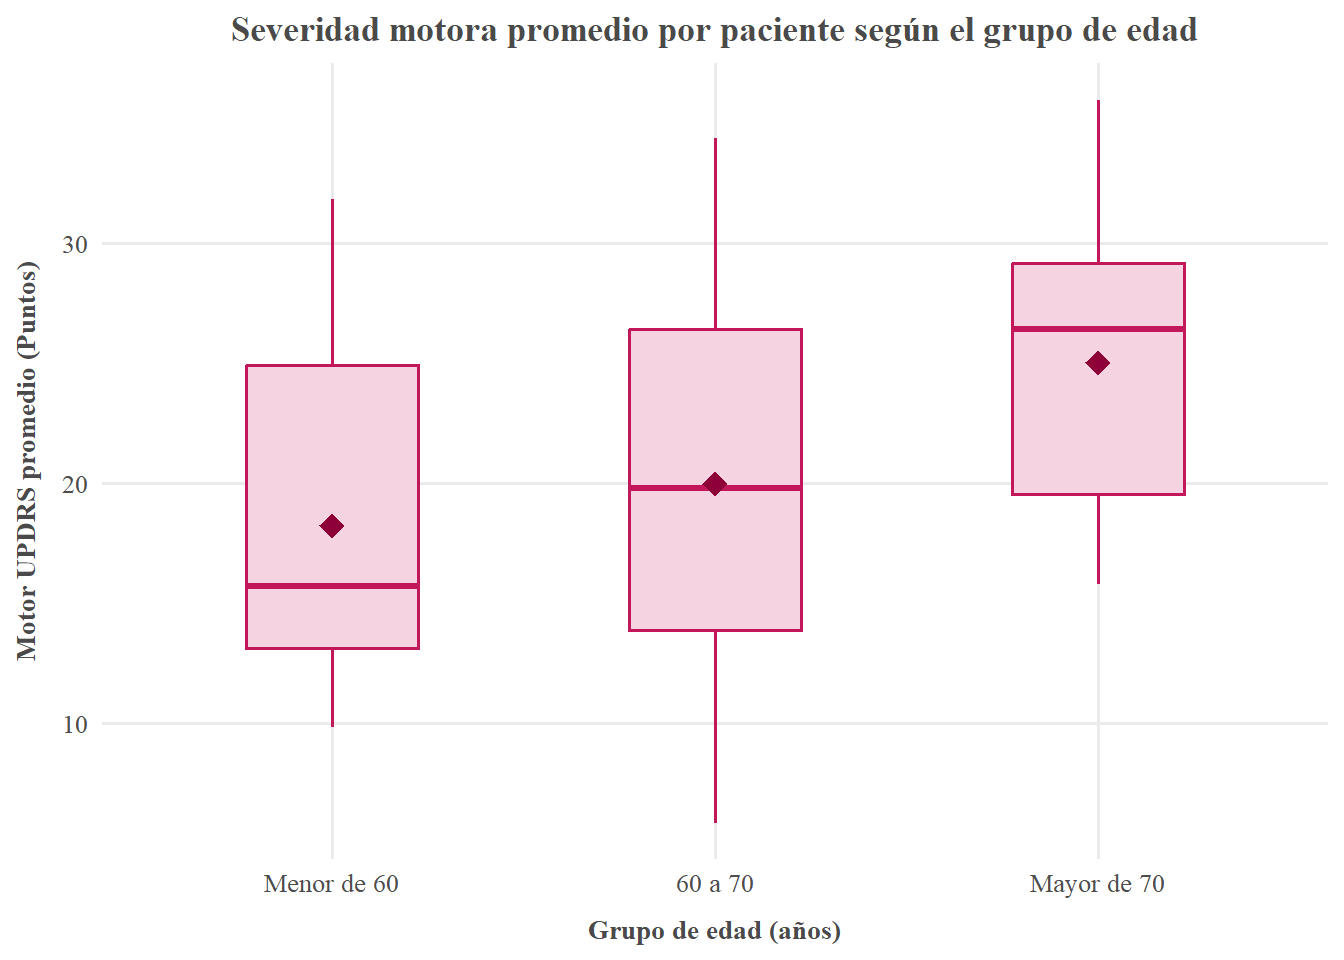 Severidad motora promedio por paciente según el grupo de edad
Motor UPDRS promedio (Puntos)
30
20
10
Menor de 60
60 a 70
Mayor de 70
Grupo de edad (años)